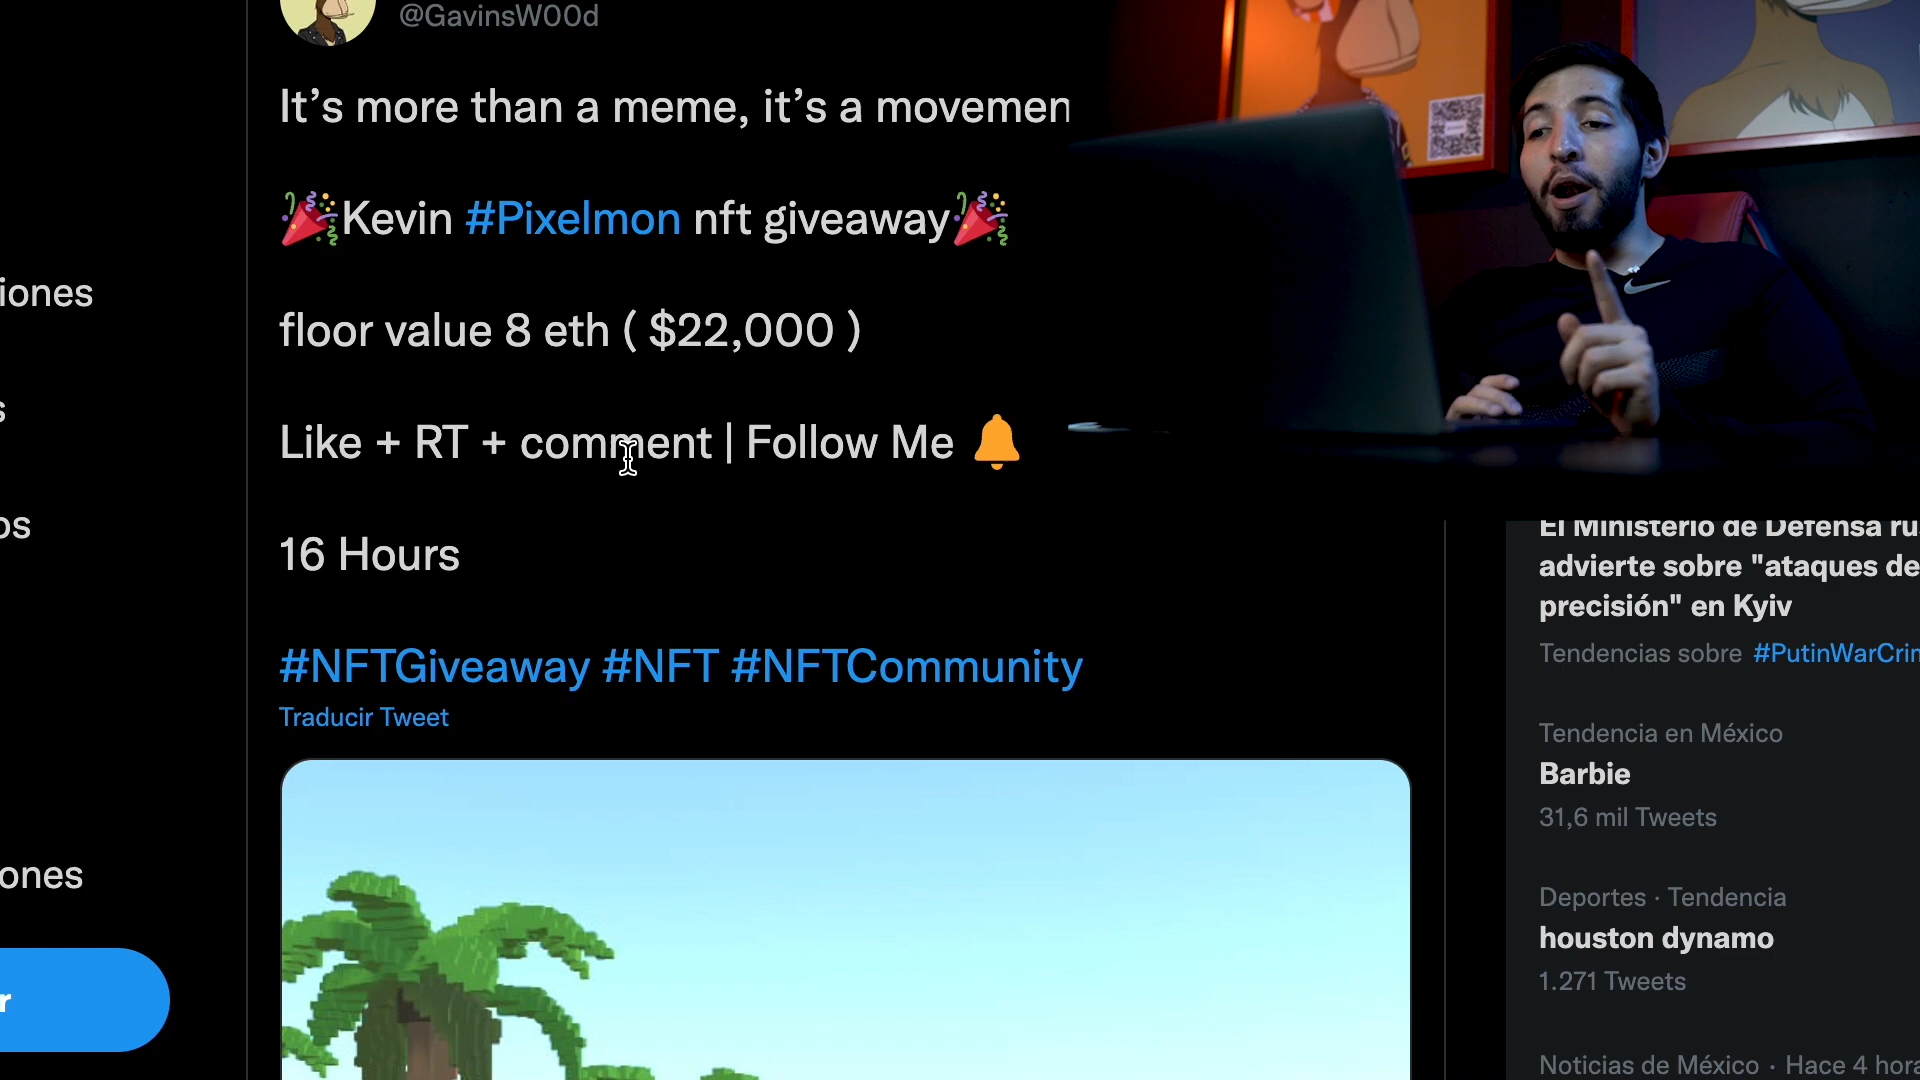 @GavinsW00d
It’s more than a meme, it’s a movemen
🎉Kevin #Pixelmon nft giveaway🎉
floor value 8 eth ( $22,000 )
Like + RT + comment | Follow Me 🔔
16 Hours
#NFTGiveaway #NFT #NFTCommunity
Traducir Tweet
iones
s
os
ones
r
El Ministerio de Defensa ru
advierte sobre "ataques de
precisión" en Kyiv
Tendencias sobre #PutinWarCrim
Tendencia en México
Barbie
31,6 mil Tweets
Deportes · Tendencia
houston dynamo
1.271 Tweets
Noticias de México · Hace 4 hora